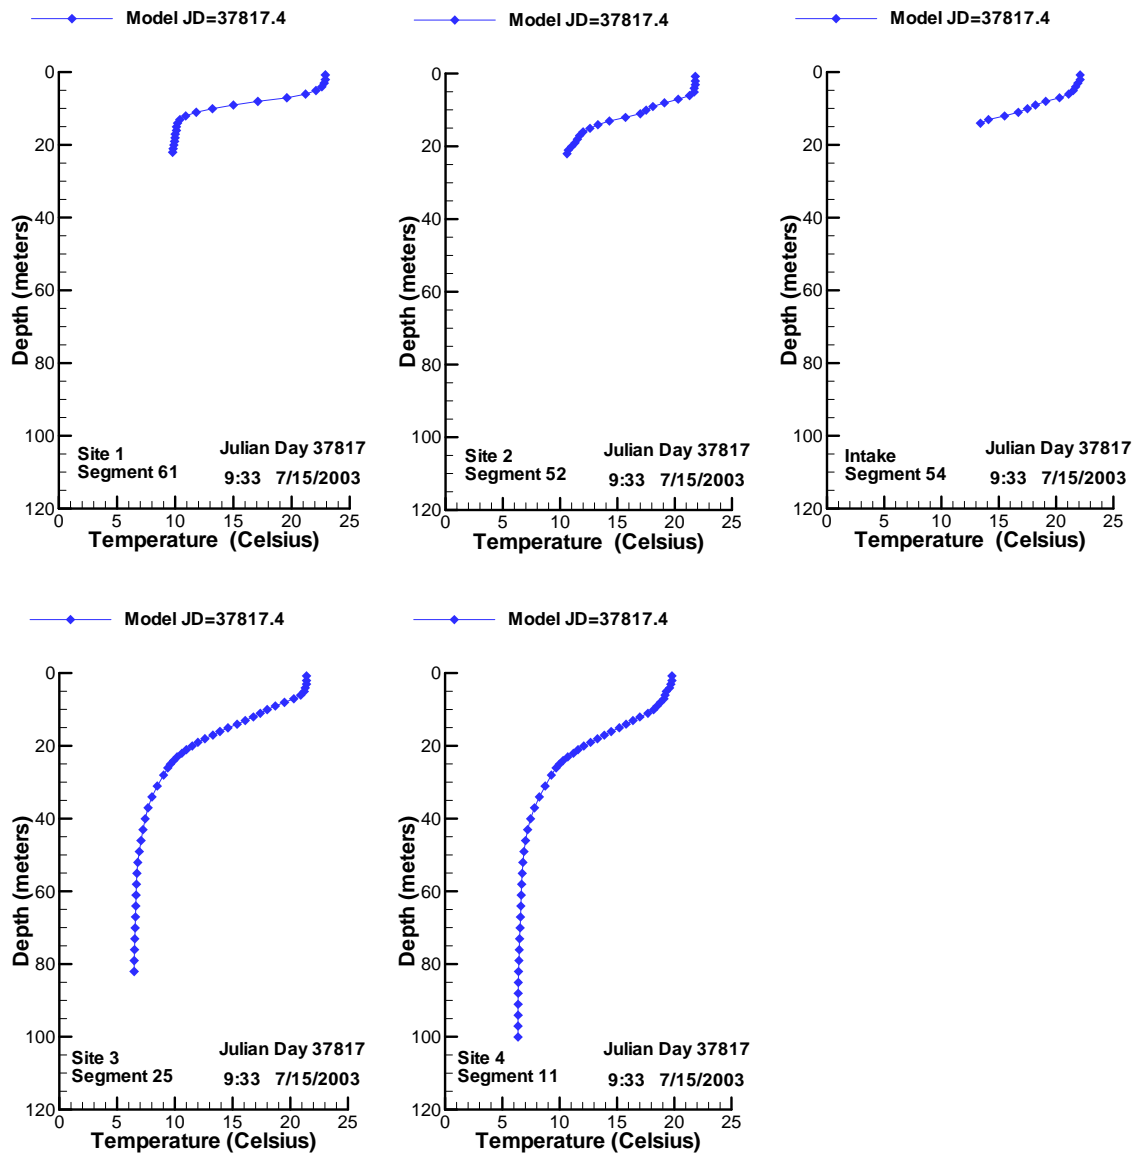 Model JD=37817.4
Model JD=37817.4
Model JD=37817.4
0
20
40
60
80
100
120
Depth (meters)
Site 1
Segment 61
Julian Day 37817
9:33 7/15/2003
0 5 10 15 20 25
Temperature (Celsius)
0
20
40
60
80
100
120
Depth (meters)
Site 2
Segment 52
Julian Day 37817
9:33 7/15/2003
0 5 10 15 20 25
Temperature (Celsius)
0
20
40
60
80
100
120
Depth (meters)
Intake
Segment 54
Julian Day 37817
9:33 7/15/2003
0 5 10 15 20 25
Temperature (Celsius)
Model JD=37817.4
Model JD=37817.4
0
20
40
60
80
100
120
Depth (meters)
Site 3
Segment 25
Julian Day 37817
9:33 7/15/2003
0 5 10 15 20 25
Temperature (Celsius)
0
20
40
60
80
100
120
Depth (meters)
Site 4
Segment 11
Julian Day 37817
9:33 7/15/2003
0 5 10 15 20 25
Temperature (Celsius)